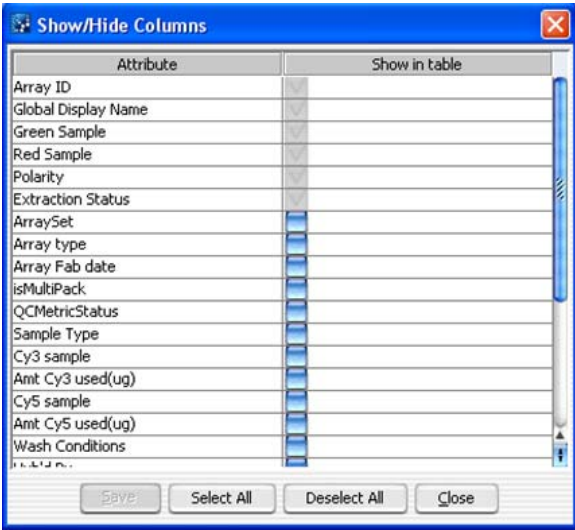 Show/Hide Columns
Attribute Show in table
Array ID
Global Display Name
Green Sample
Red Sample
Polarity
Extraction Status
ArraySet
Array type
Array Fab date
isMultiPack
QCMetricStatus
Sample Type
Cy3 sample
Amt Cy3 used(ug)
Cy5 sample
Amt Cy5 used(ug)
Wash Conditions
Save Select All Deselect All Close